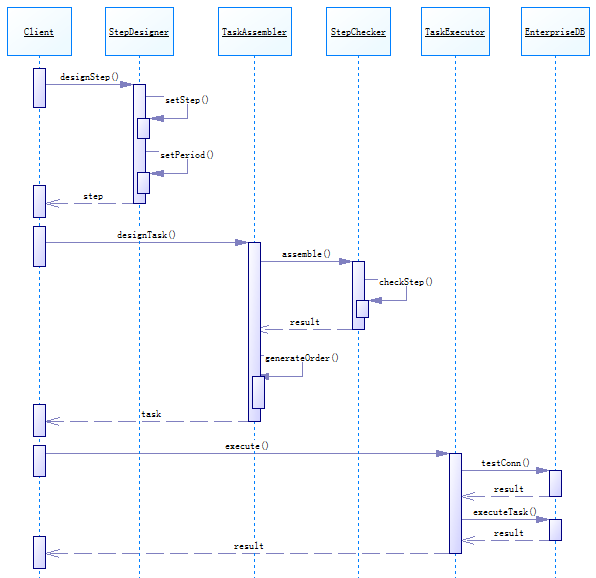 Client StepDesigner TaskAssembler StepChecker TaskExecutor EnterpriseDB
designStep()
setStep()
setPeriod()
step
designTask()
assemble()
checkStep()
result
generateOrder()
task
execute()
testConn()
result
executeTask()
result
result